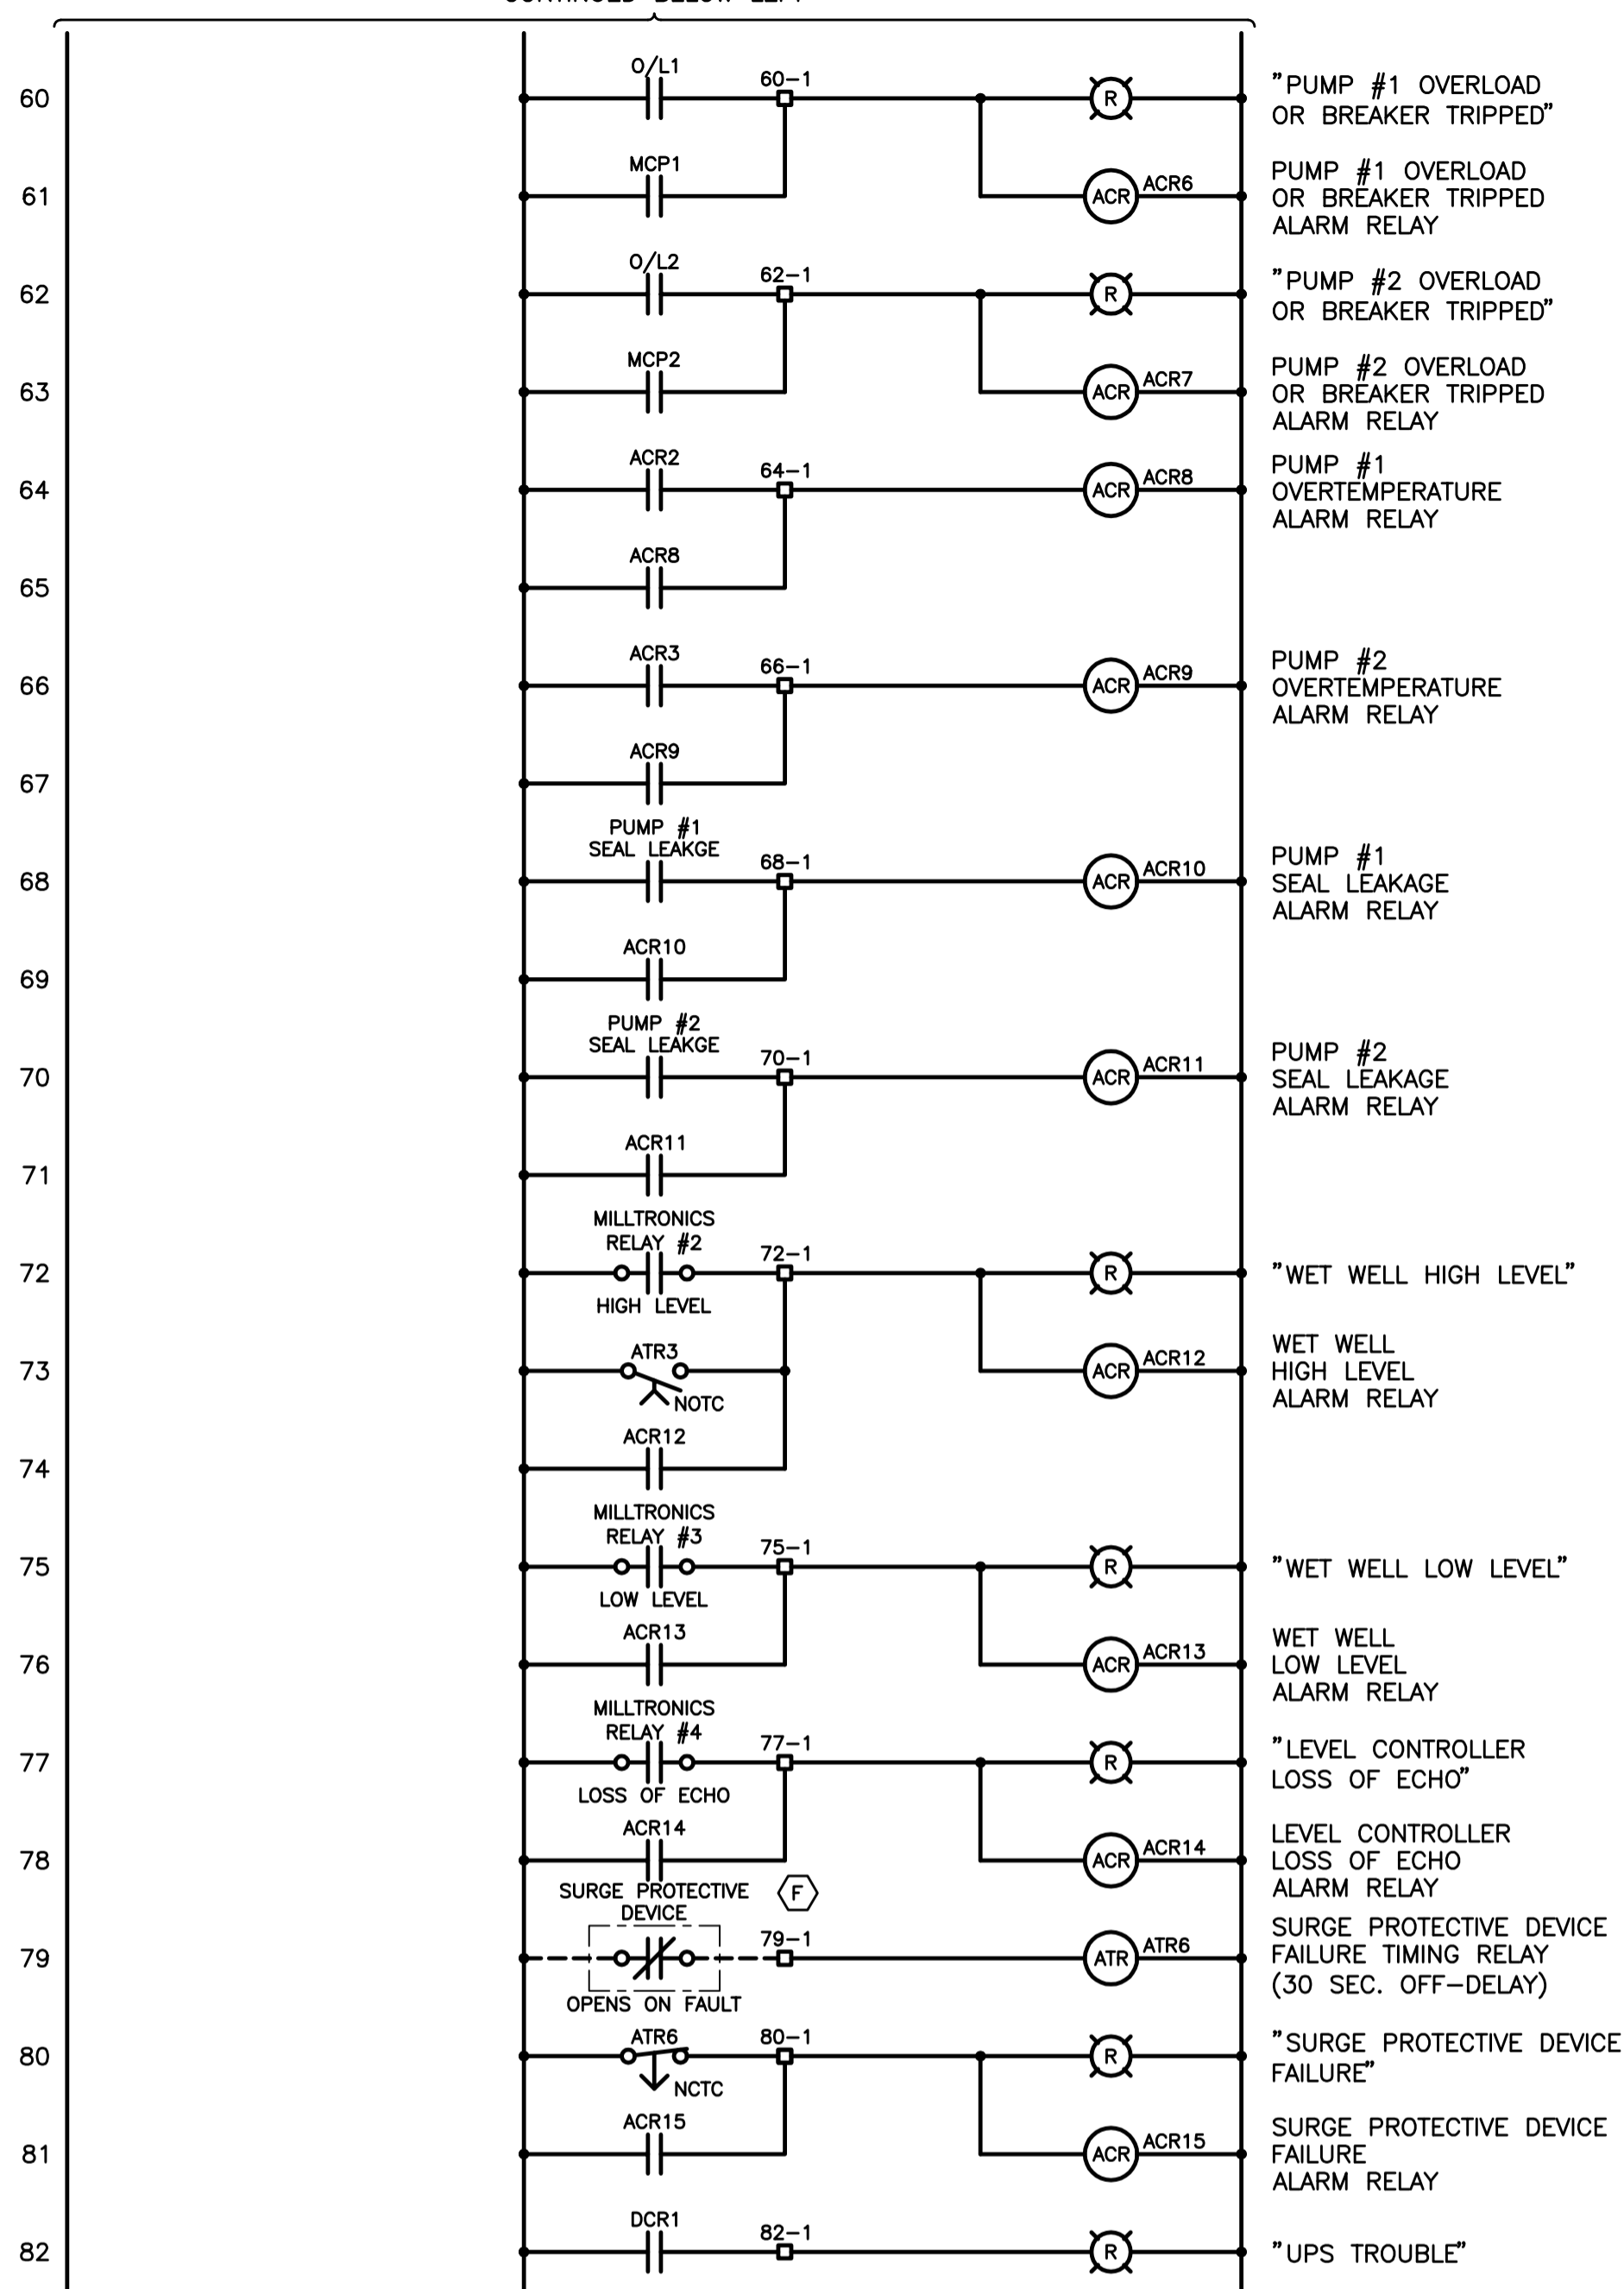 CONTINUED BELOW LEFT
60
O/L1
60-1
R
"PUMP #1 OVERLOAD
OR BREAKER TRIPPED"
61
MCP1
ACR
ACR6
PUMP #1 OVERLOAD
OR BREAKER TRIPPED
ALARM RELAY
62
O/L2
62-1
R
"PUMP #2 OVERLOAD
OR BREAKER TRIPPED"
63
MCP2
ACR
ACR7
PUMP #2 OVERLOAD
OR BREAKER TRIPPED
ALARM RELAY
64
ACR2
64-1
ACR
ACR8
PUMP #1
OVERTEMPERATURE
ALARM RELAY
65
ACR8
66
ACR3
66-1
ACR
ACR9
PUMP #2
OVERTEMPERATURE
ALARM RELAY
67
ACR9
68
PUMP #1
SEAL LEAKGE
68-1
ACR
ACR10
PUMP #1
SEAL LEAKAGE
ALARM RELAY
69
ACR10
70
PUMP #2
SEAL LEAKGE
70-1
ACR
ACR11
PUMP #2
SEAL LEAKAGE
ALARM RELAY
71
ACR11
72
MILLTRONICS
RELAY #2
HIGH LEVEL
72-1
R
"WET WELL HIGH LEVEL"
73
ATR3
NOTC
ACR
ACR12
WET WELL
HIGH LEVEL
ALARM RELAY
74
ACR12
75
MILLTRONICS
RELAY #3
LOW LEVEL
75-1
R
"WET WELL LOW LEVEL"
76
ACR13
ACR
ACR13
WET WELL
LOW LEVEL
ALARM RELAY
77
MILLTRONICS
RELAY #4
LOSS OF ECHO
77-1
R
"LEVEL CONTROLLER
LOSS OF ECHO"
78
ACR14
ACR
ACR14
LEVEL CONTROLLER
LOSS OF ECHO
ALARM RELAY
79
SURGE PROTECTIVE
DEVICE
OPENS ON FAULT
F
79-1
ATR
ATR6
SURGE PROTECTIVE DEVICE
FAILURE TIMING RELAY
(30 SEC. OFF-DELAY)
80
ATR6
NCTC
80-1
R
"SURGE PROTECTIVE DEVICE
FAILURE"
81
ACR15
ACR
ACR15
SURGE PROTECTIVE DEVICE
FAILURE
ALARM RELAY
82
DCR1
82-1
R
"UPS TROUBLE"